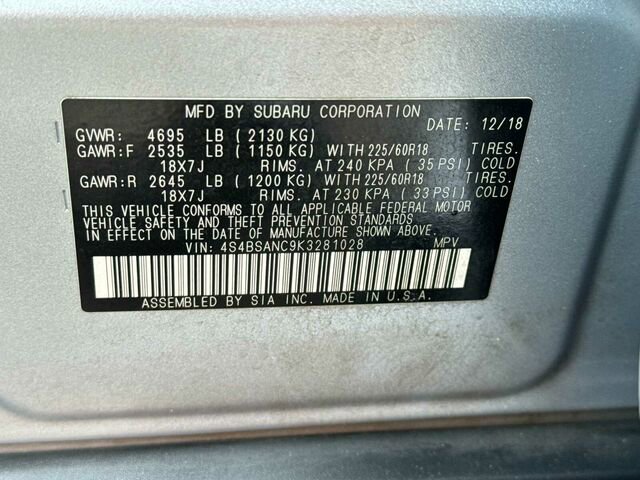 MFD BY SUBARU CORPORATION
DATE: 12/18
GVWR: 4695 LB (2130 KG)
GAWR:F 2535 LB (1150 KG) WITH 225/60R18 TIRES.
18X7J RIMS. AT 240 KPA (35 PSI) COLD
GAWR:R 2645 LB (1200 KG) WITH 225/60R18 TIRES.
18X7J RIMS. AT 230 KPA (33 PSI) COLD
THIS VEHICLE CONFORMS TO ALL APPLICABLE FEDERAL MOTOR
VEHICLE SAFETY AND THEFT PREVENTION STANDARDS IN
EFFECT ON THE DATE OF MANUFACTURE SHOWN ABOVE.
VIN: 4S4BSANC9K3281028 MPV
ASSEMBLED BY SIA INC. MADE IN U.S.A.